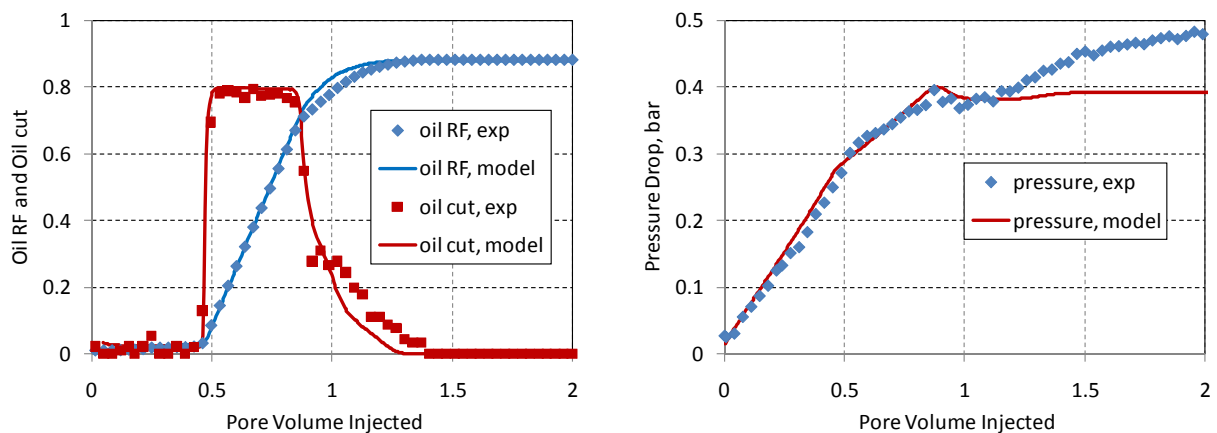 Oil RF and Oil cut
1
0.8
0.6
0.4
0.2
0
0
0.5
1
1.5
2
Pore Volume Injected
oil RF, exp
oil RF, model
oil cut, exp
oil cut, model
Pressure Drop, bar
0.5
0.4
0.3
0.2
0.1
0
0
0.5
1
1.5
2
Pore Volume Injected
pressure, exp
pressure, model